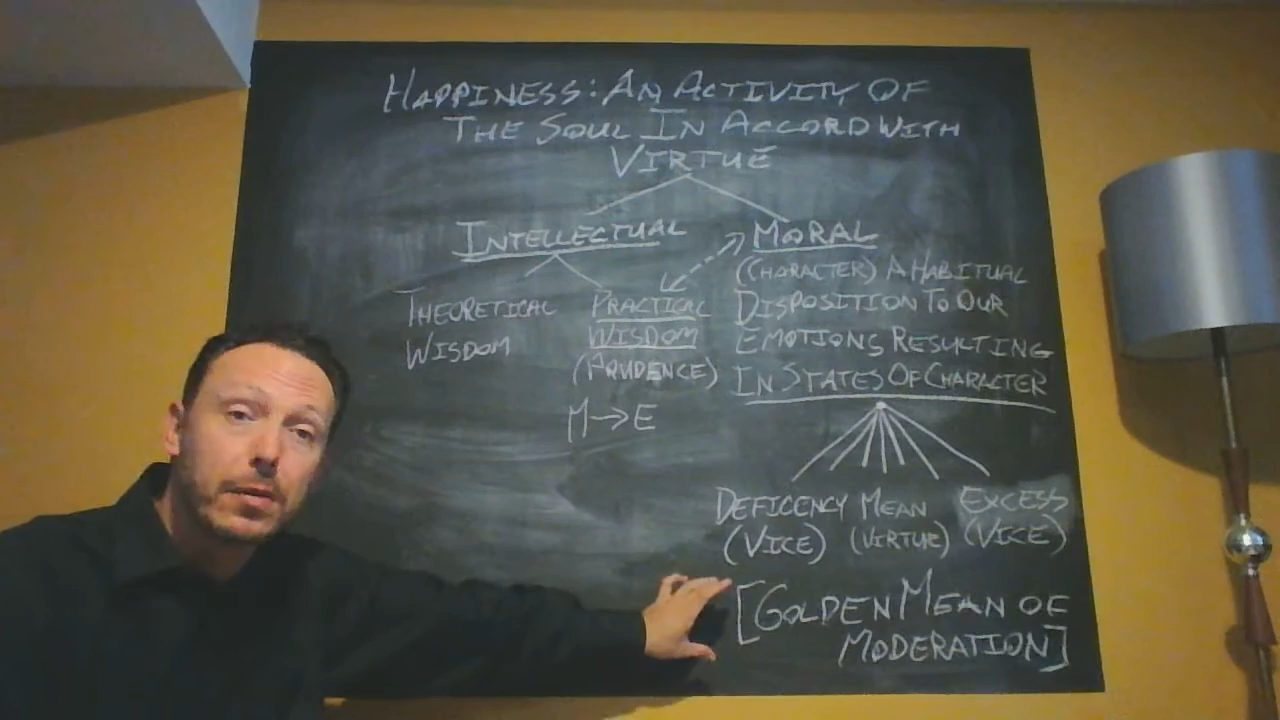 HAPPINESS: AN ACTIVITY OF
THE SOUL IN ACCORD WITH
VIRTUE
INTELLECTUAL
MORAL
THEORETICAL
WISDOM
PRACTICAL
WISDOM
(PRUDENCE)
M→E
(CHARACTER) A HABITUAL
DISPOSITION TO OUR
EMOTIONS RESULTING
IN STATES OF CHARACTER
DEFICENCY MEAN EXCESS
(VICE) (VIRTUE) (VICE)
[GOLDEN MEAN OF
MODERATION]